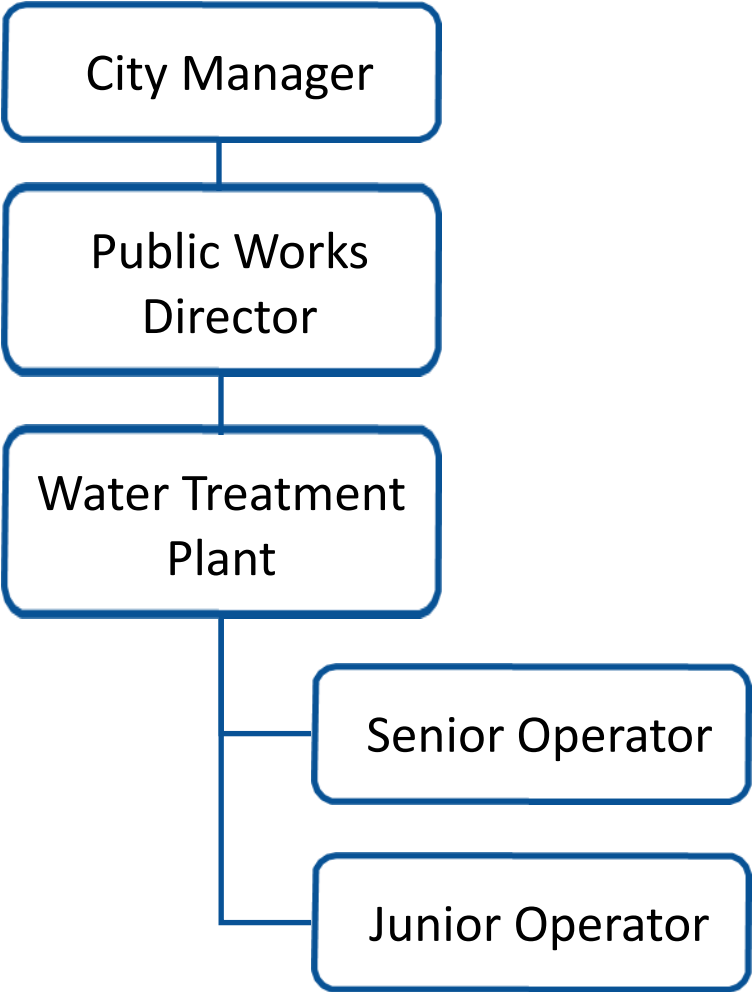 City Manager
Public Works
Director
Water Treatment
Plant
Senior Operator
Junior Operator